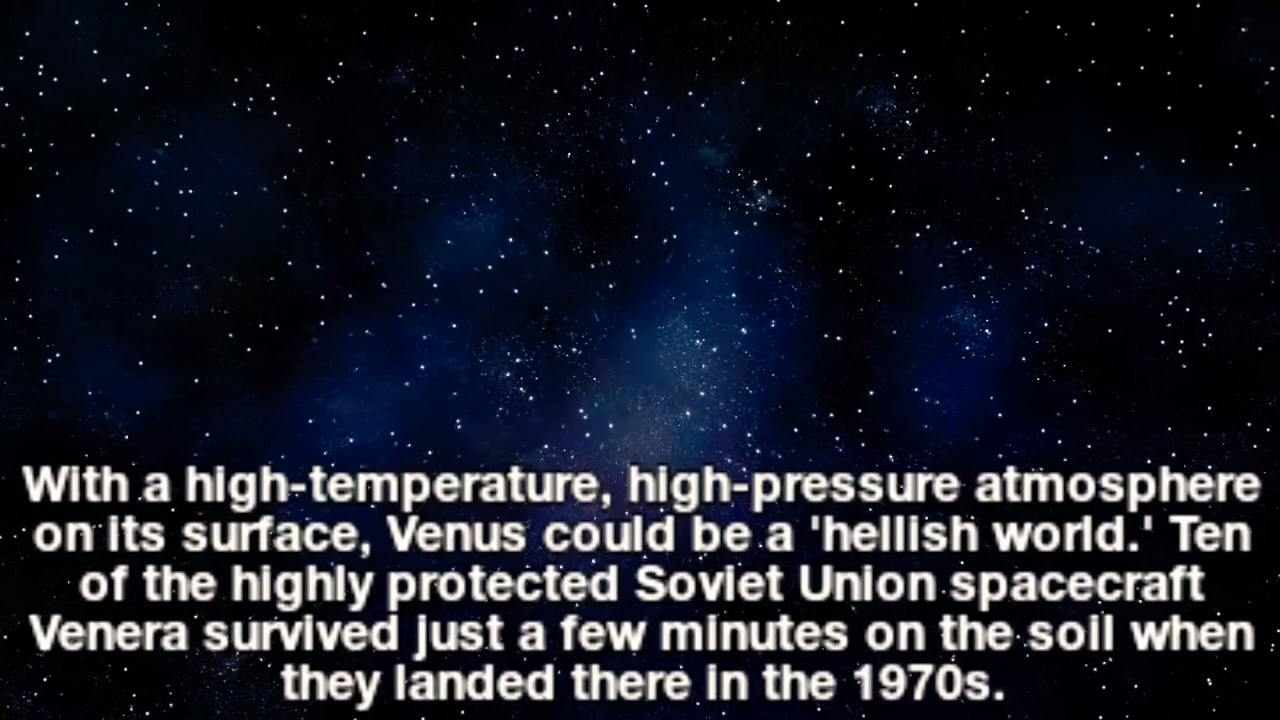 With a high-temperature, high-pressure atmosphere
on its surface, Venus could be a 'hellish world.' Ten
of the highly protected Soviet Union spacecraft
Venera survived just a few minutes on the soil when
they landed there in the 1970s.